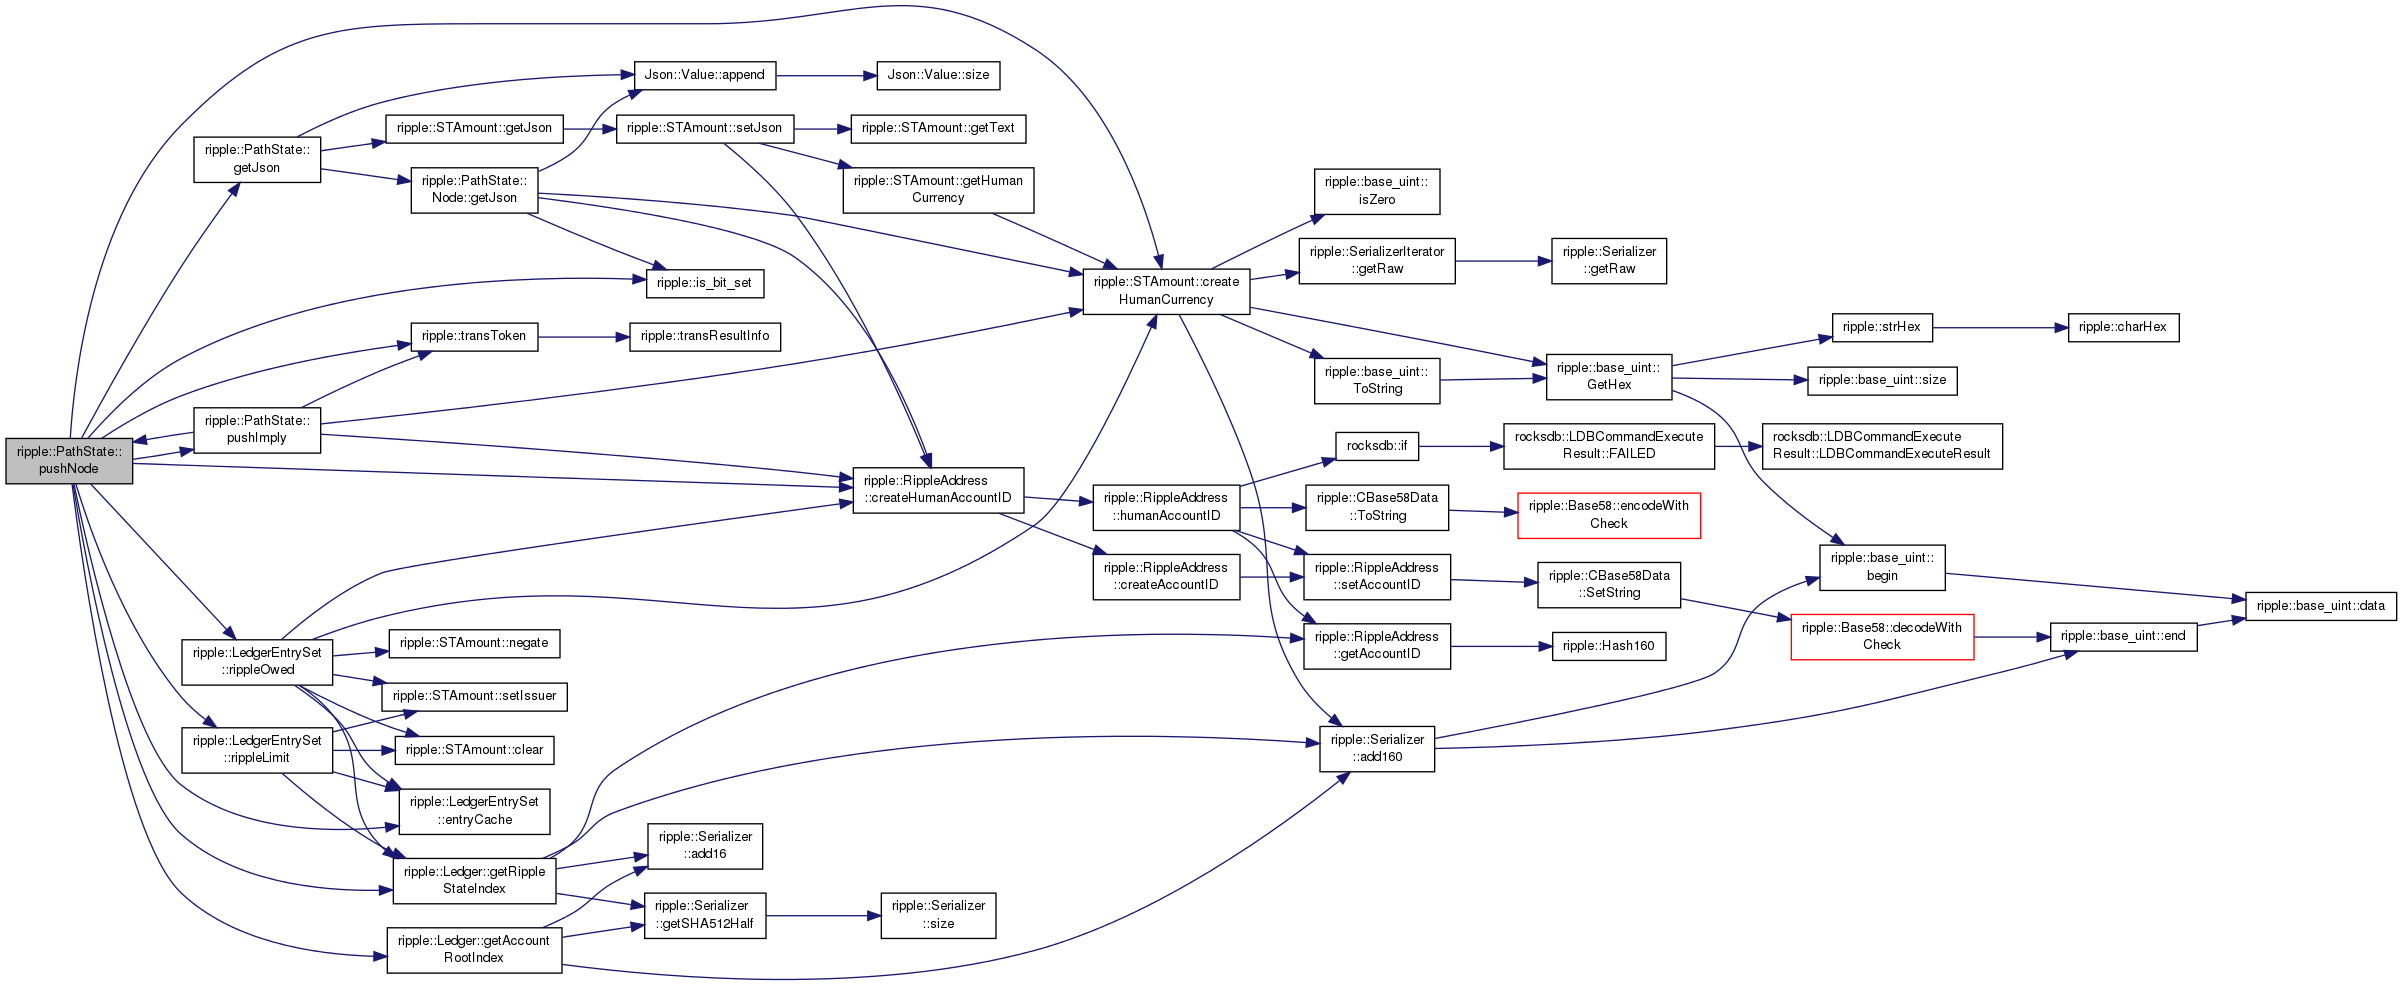 ripple::PathState::
pushNode
ripple::PathState::
getJson
ripple::PathState::
pushImply
ripple::LedgerEntrySet
::rippleOwed
ripple::LedgerEntrySet
::rippleLimit
ripple::STAmount::getJson
ripple::PathState::
Node::getJson
ripple::transToken
ripple::STAmount::negate
ripple::STAmount::setIssuer
ripple::STAmount::clear
ripple::LedgerEntrySet
::entryCache
ripple::Ledger::getRipple
StateIndex
ripple::Ledger::getAccount
RootIndex
Json::Value::append
ripple::STAmount::setJson
ripple::is_bit_set
ripple::transResultInfo
ripple::Serializer
::add16
ripple::Serializer
::getSHA512Half
Json::Value::size
ripple::STAmount::getText
ripple::STAmount::getHuman
Currency
ripple::RippleAddress
::createHumanAccountID
ripple::Serializer
::size
ripple::STAmount::create
HumanCurrency
ripple::RippleAddress
::humanAccountID
ripple::RippleAddress
::createAccountID
ripple::base_uint::
isZero
ripple::SerializerIterator
::getRaw
ripple::base_uint::
ToString
rocksdb::if
ripple::CBase58Data
::ToString
ripple::RippleAddress
::setAccountID
ripple::RippleAddress
::getAccountID
ripple::Serializer
::add160
ripple::Serializer
::getRaw
ripple::base_uint::
GetHex
rocksdb::LDBCommandExecute
Result::FAILED
ripple::Base58::encodeWith
Check
ripple::CBase58Data
::SetString
ripple::Hash160
ripple::strHex
ripple::base_uint::size
rocksdb::LDBCommandExecute
Result::LDBCommandExecuteResult
ripple::base_uint::
begin
ripple::Base58::decodeWith
Check
ripple::charHex
ripple::base_uint::end
ripple::base_uint::data